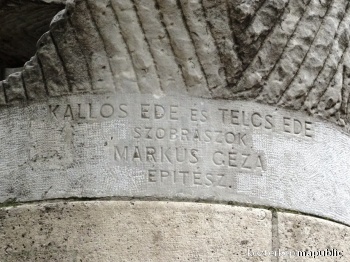 KALLÓS EDE ÉS TELCS EDE
SZOBRÁSZOK
MÁRKUS GÉZA
ÉPÍTÉSZ.